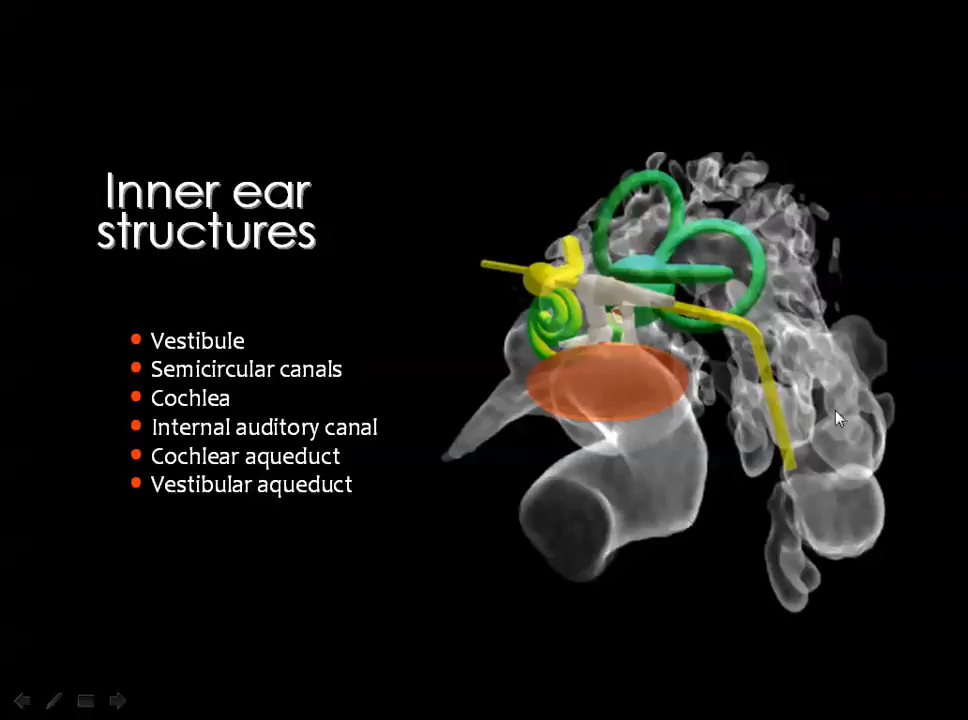 Inner ear
structures
Vestibule
Semicircular canals
Cochlea
Internal auditory canal
Cochlear aqueduct
Vestibular aqueduct